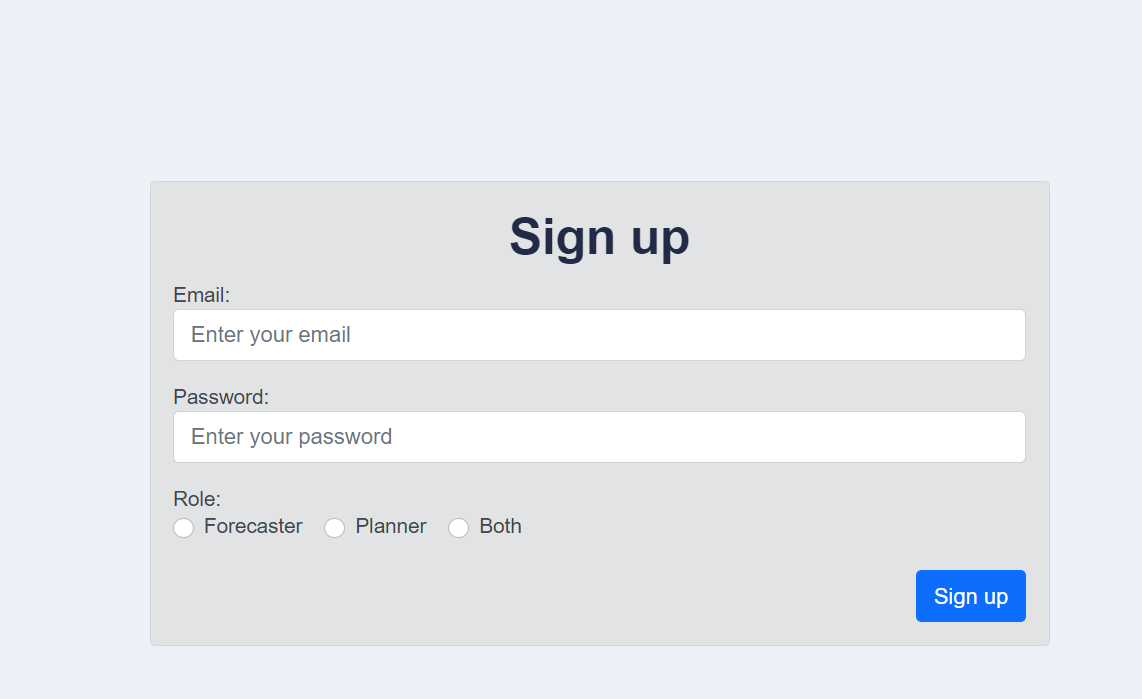 Sign up
Email:
Enter your email
Password:
Enter your password
Role:
Forecaster Planner Both
Sign up